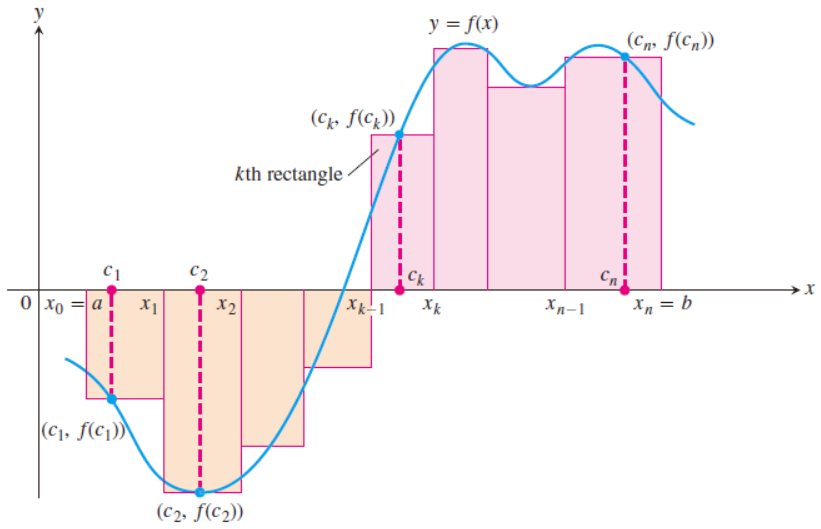 y
y = f(x)
(cₙ, f(cₙ))
(cₖ, f(cₖ))
kth rectangle
c₁
c₂
cₖ
cₙ
x
0
x₀ = a
x₁
x₂
xₖ₋₁
xₖ
xₙ₋₁
xₙ = b
(c₁, f(c₁))
(c₂, f(c₂))